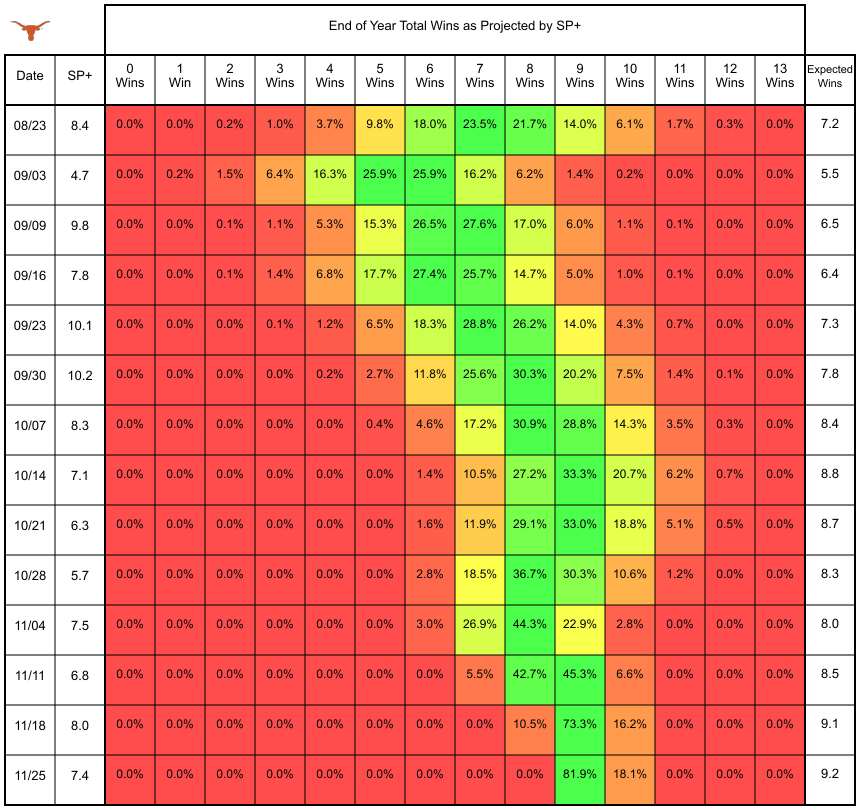 End of Year Total Wins as Projected by SP+
Date SP+ 0 Wins 1 Win 2 Wins 3 Wins 4 Wins 5 Wins 6 Wins 7 Wins 8 Wins 9 Wins 10 Wins 11 Wins 12 Wins 13 Wins Expected Wins
08/23 8.4 0.0% 0.0% 0.2% 1.0% 3.7% 9.8% 18.0% 23.5% 21.7% 14.0% 6.1% 1.7% 0.3% 0.0% 7.2
09/03 4.7 0.0% 0.2% 1.5% 6.4% 16.3% 25.9% 25.9% 16.2% 6.2% 1.4% 0.2% 0.0% 0.0% 0.0% 5.5
09/09 9.8 0.0% 0.0% 0.1% 1.1% 5.3% 15.3% 26.5% 27.6% 17.0% 6.0% 1.1% 0.1% 0.0% 0.0% 6.5
09/16 7.8 0.0% 0.0% 0.1% 1.4% 6.8% 17.7% 27.4% 25.7% 14.7% 5.0% 1.0% 0.1% 0.0% 0.0% 6.4
09/23 10.1 0.0% 0.0% 0.0% 0.1% 1.2% 6.5% 18.3% 28.8% 26.2% 14.0% 4.3% 0.7% 0.0% 0.0% 7.3
09/30 10.2 0.0% 0.0% 0.0% 0.0% 0.2% 2.7% 11.8% 25.6% 30.3% 20.2% 7.5% 1.4% 0.1% 0.0% 7.8
10/07 8.3 0.0% 0.0% 0.0% 0.0% 0.0% 0.4% 4.6% 17.2% 30.9% 28.8% 14.3% 3.5% 0.3% 0.0% 8.4
10/14 7.1 0.0% 0.0% 0.0% 0.0% 0.0% 0.0% 1.4% 10.5% 27.2% 33.3% 20.7% 6.2% 0.7% 0.0% 8.8
10/21 6.3 0.0% 0.0% 0.0% 0.0% 0.0% 0.0% 1.6% 11.9% 29.1% 33.0% 18.8% 5.1% 0.5% 0.0% 8.7
10/28 5.7 0.0% 0.0% 0.0% 0.0% 0.0% 0.0% 2.8% 18.5% 36.7% 30.3% 10.6% 1.2% 0.0% 0.0% 8.3
11/04 7.5 0.0% 0.0% 0.0% 0.0% 0.0% 0.0% 3.0% 26.9% 44.3% 22.9% 2.8% 0.0% 0.0% 0.0% 8.0
11/11 6.8 0.0% 0.0% 0.0% 0.0% 0.0% 0.0% 0.0% 5.5% 42.7% 45.3% 6.6% 0.0% 0.0% 0.0% 8.5
11/18 8.0 0.0% 0.0% 0.0% 0.0% 0.0% 0.0% 0.0% 0.0% 10.5% 73.3% 16.2% 0.0% 0.0% 0.0% 9.1
11/25 7.4 0.0% 0.0% 0.0% 0.0% 0.0% 0.0% 0.0% 0.0% 0.0% 81.9% 18.1% 0.0% 0.0% 0.0% 9.2